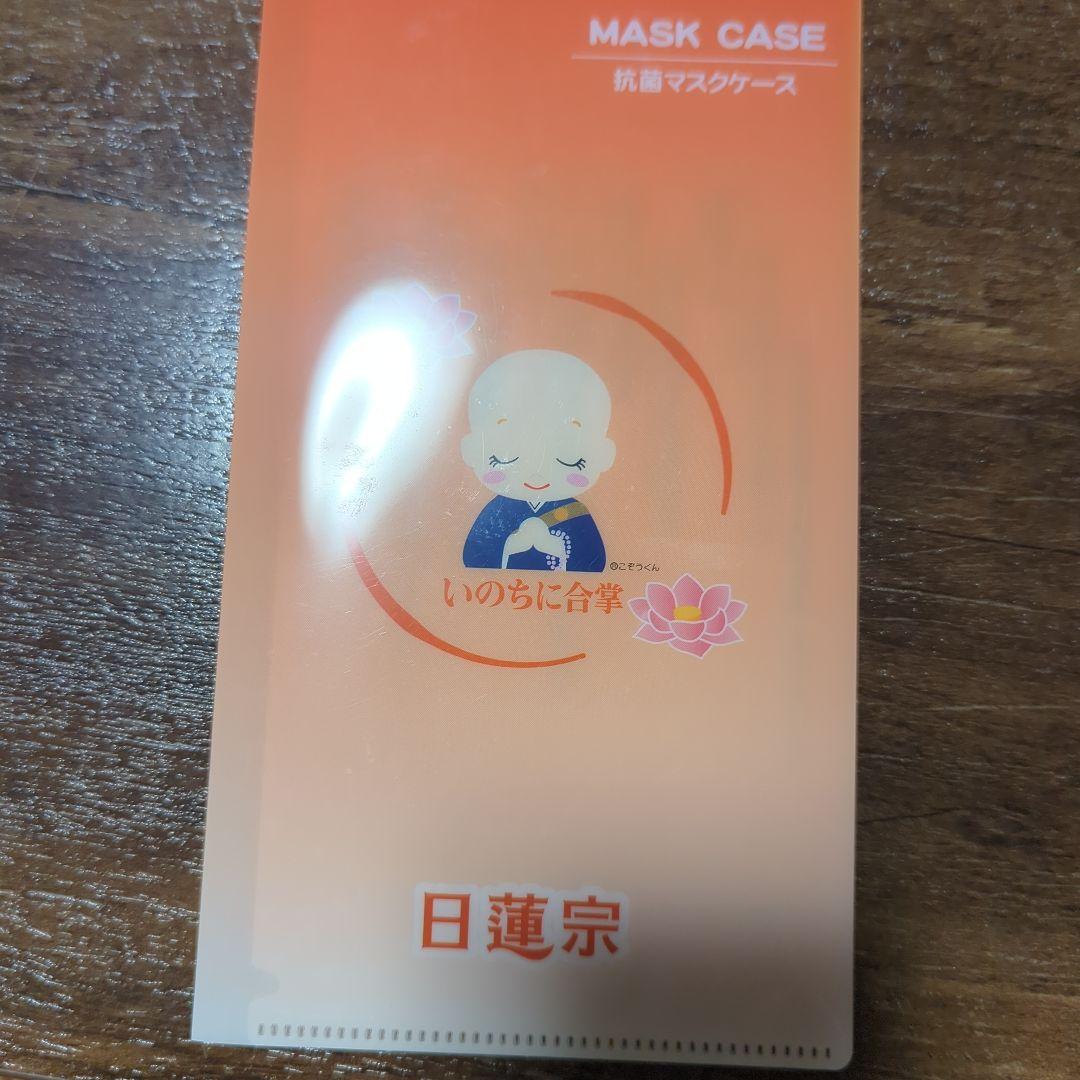 MASK CASE
抗菌マスクケース
こぞうくん
いのちに合掌
日蓮宗